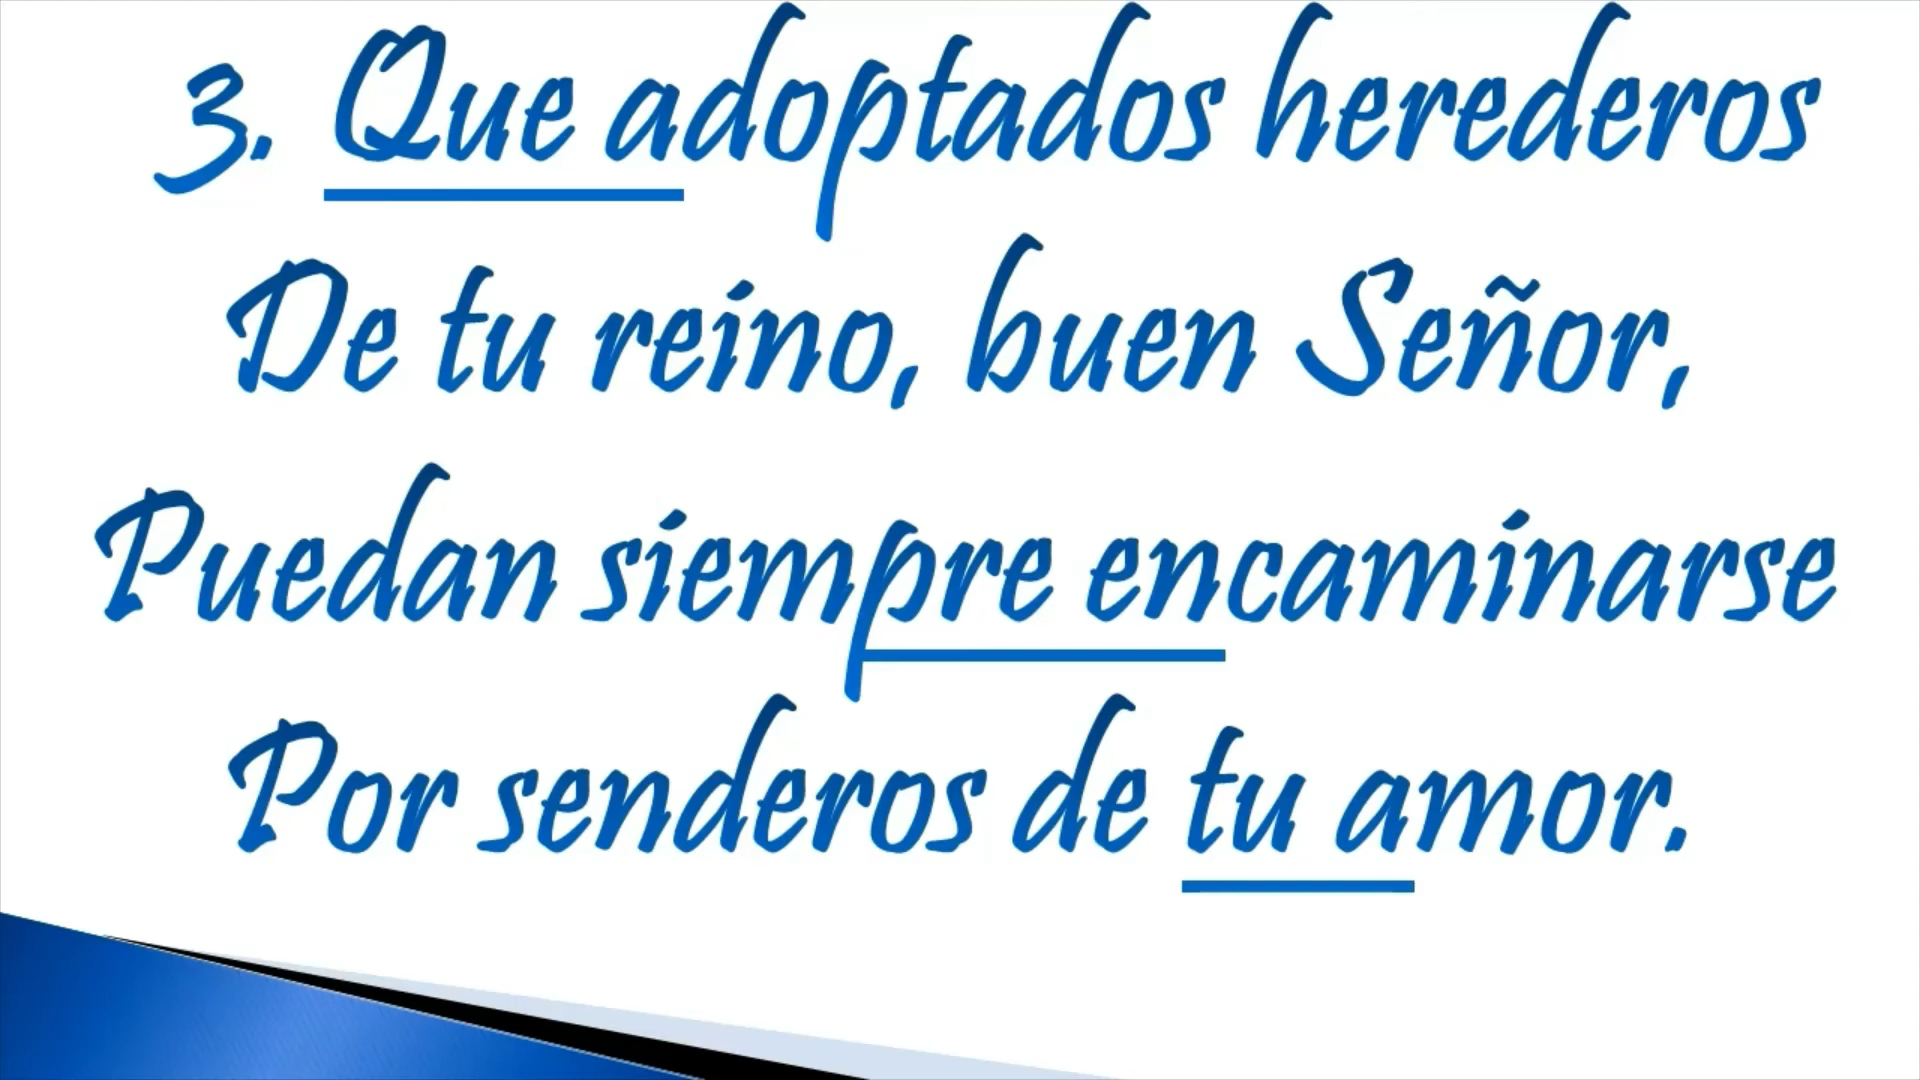 3. Que adoptados herederos
De tu reino, buen Señor,
Puedan siempre encaminarse
Por senderos de tu amor.